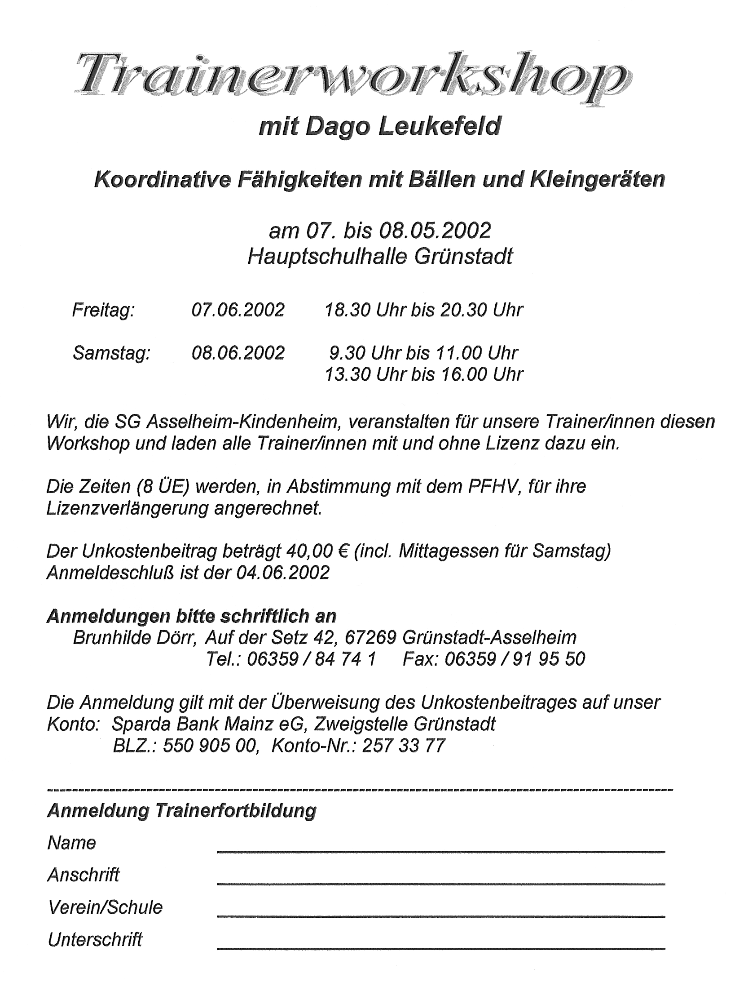 Trainerworkshop
mit Dago Leukefeld
Koordinative Fähigkeiten mit Bällen und Kleingeräten
am 07. bis 08.05.2002
Hauptschulhalle Grünstadt
Freitag: 07.06.2002 18.30 Uhr bis 20.30 Uhr
Samstag: 08.06.2002 9.30 Uhr bis 11.00 Uhr
13.30 Uhr bis 16.00 Uhr
Wir, die SG Asselheim-Kindenheim, veranstalten für unsere Trainer/innen diesen
Workshop und laden alle Trainer/innen mit und ohne Lizenz dazu ein.
Die Zeiten (8 ÜE) werden, in Abstimmung mit dem PFHV, für ihre
Lizenzverlängerung angerechnet.
Der Unkostenbeitrag beträgt 40,00 € (incl. Mittagessen für Samstag)
Anmeldeschluß ist der 04.06.2002
Anmeldungen bitte schriftlich an
Brunhilde Dörr, Auf der Setz 42, 67269 Grünstadt-Asselheim
Tel.: 06359 / 84 74 1 Fax: 06359 / 91 95 50
Die Anmeldung gilt mit der Überweisung des Unkostenbeitrages auf unser
Konto: Sparda Bank Mainz eG, Zweigstelle Grünstadt
BLZ.: 550 905 00, Konto-Nr.: 257 33 77
Anmeldung Trainerfortbildung
Name
Anschrift
Verein/Schule
Unterschrift